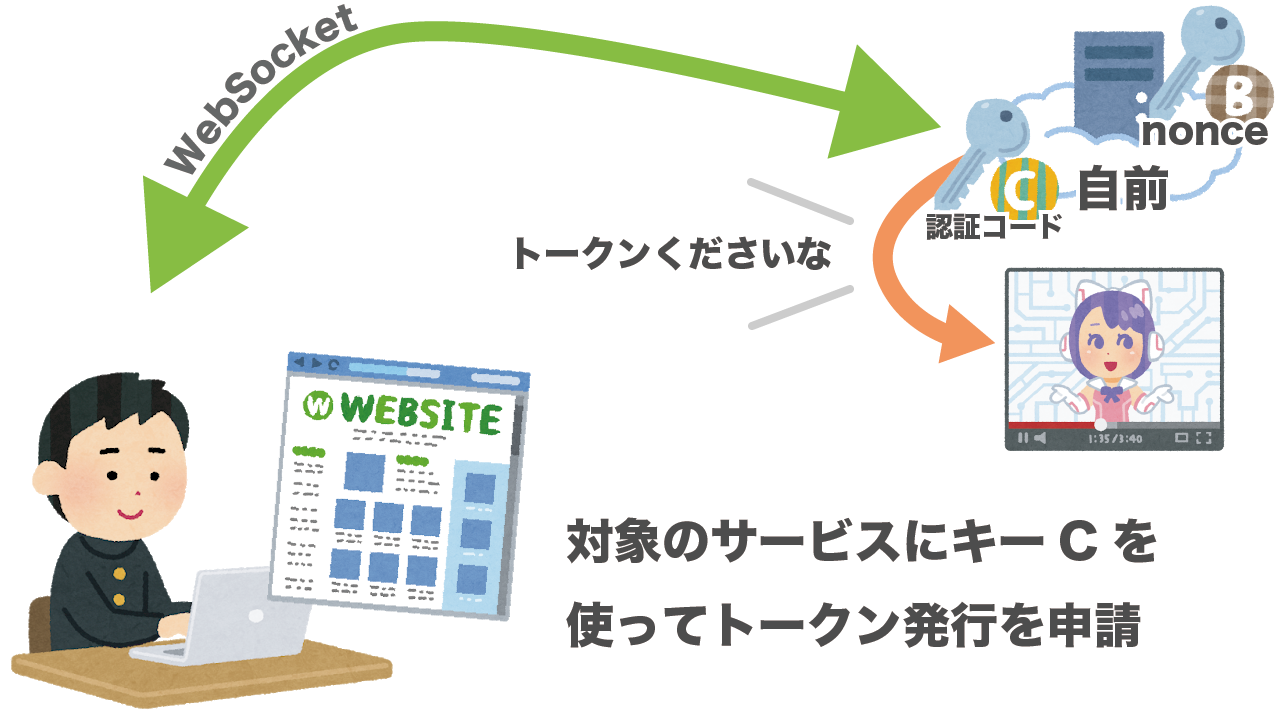 WebSocket
B
nonce
C
自前
認証コード
トークンくださいな
W WEBSITE
1:35/3:40
対象のサービスにキーCを
使ってトークン発行を申請